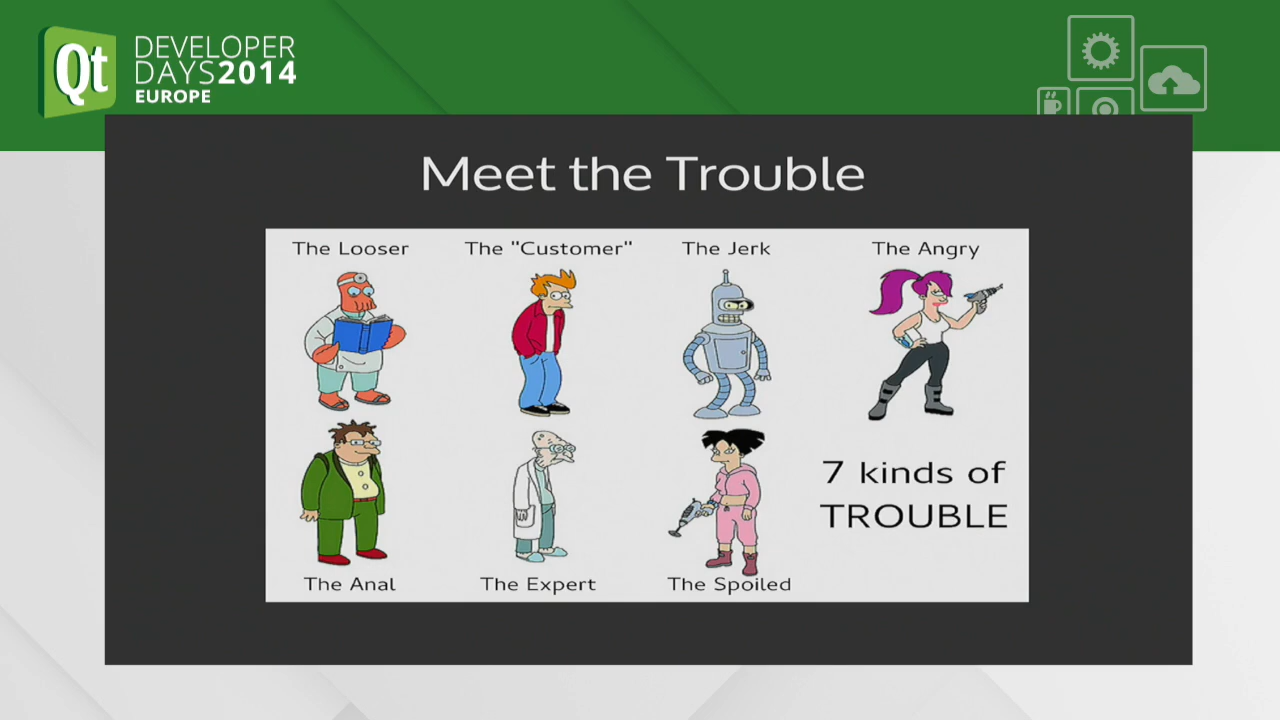 Qt
DEVELOPER
DAYS2014
EUROPE
Meet the Trouble
The Looser
The "Customer"
The Jerk
The Angry
7 kinds of
TROUBLE
The Anal
The Expert
The Spoiled